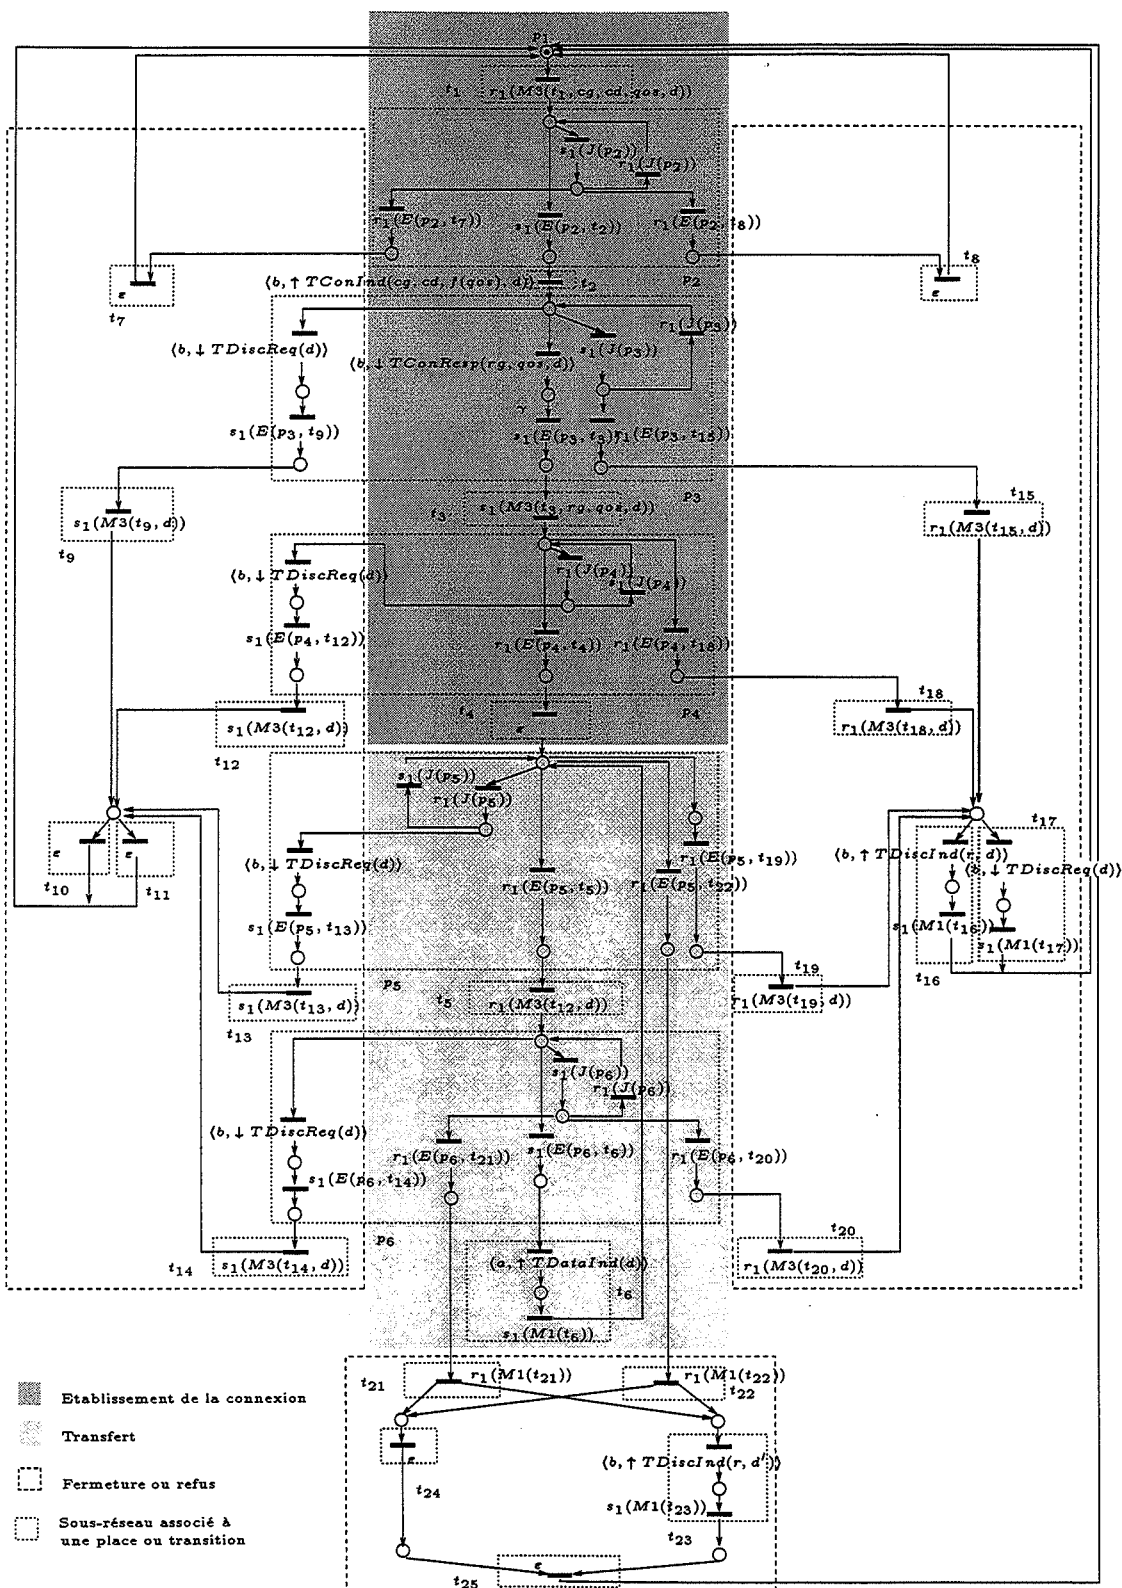 p1
t1 r1(M3(t1, cg, cd, qos, d))
s1(J(p2))
r1(J(p2))
r1(E(p2, t7)) s1(E(p2, t2)) r1(E(p2, t8))
t8
⟨b, ↑ TConInd(cg, cd, f(qos), d)⟩ t2 p2
ε ε
t7
r1(J(p3))
⟨b, ↓ TDiscReq(d)⟩ s1(J(p3))
⟨b, ↓ TConResp(rg, qos, d)⟩
γ
s1(E(p3, t9)) s1(E(p3, t3)) r1(E(p3, t15))
p3 t15
t3 s1(M3(t3, rg, qos, d))
s1(M3(t9, d)) r1(M3(t15, d))
t9
⟨b, ↓ TDiscReq(d)⟩ r1(J(p4)) s1(J(p4))
s1(E(p4, t12)) r1(E(p4, t4)) r1(E(p4, t18))
t18
t4 p4
s1(M3(t12, d)) ε r1(M3(t18, d))
t12
s1(J(p5))
r1(J(p5))
t17
ε ε ⟨b, ↓ TDiscReq(d)⟩ r1(E(p5, t19)) ⟨b, ↑ TDiscInd(r, d)⟩
⟨b, ↓ TDiscReq(d)⟩
t10 t11 r1(E(p5, t5)) r1(E(p5, t22))
s1(E(p5, t13)) s1(M1(t16))
s1(M1(t17))
t19 t16
p5
t5 r1(M3(t12, d))
s1(M3(t13, d)) r1(M3(t19, d))
t13
s1(J(p6))
r1(J(p6))
⟨b, ↓ TDiscReq(d)⟩
r1(E(p6, t21)) s1(E(p6, t6)) r1(E(p6, t20))
s1(E(p6, t14))
p6 t20
t14 s1(M3(t14, d)) ⟨a, ↑ TDataInd(d)⟩ r1(M3(t20, d))
t6
s1(M1(t6))
t21 r1(M1(t21)) r1(M1(t22))
t22
Etablissement de la connexion
Transfert
ε ⟨b, ↑ TDiscInd(r, d′)⟩
Fermeture ou refus t24
s1(M1(t23))
Sous-réseau associé à
une place ou transition
t23
ε
t25